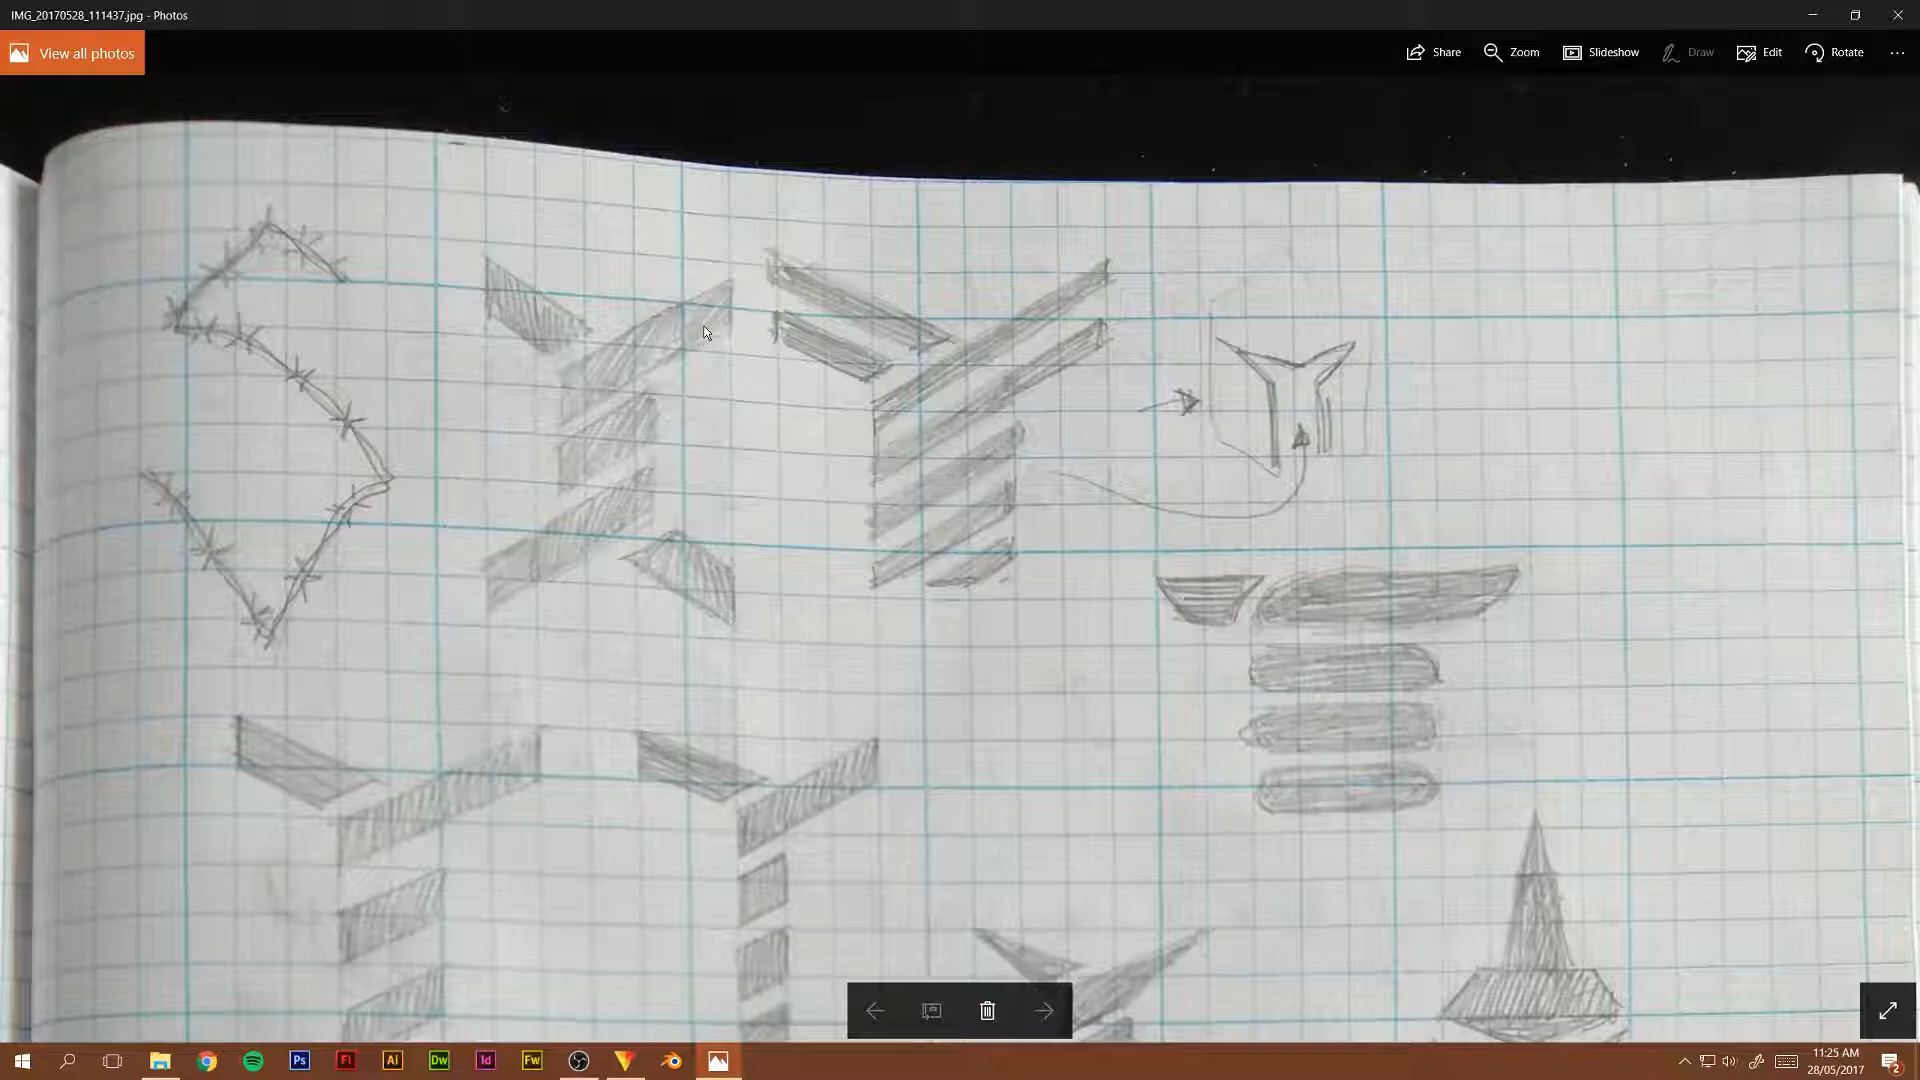 IMG_20170528_111437.jpg - Photos
View all photos
Share
Zoom
Slideshow
Draw
Edit
Rotate
Ps
Fl
Ai
Dw
Id
Fw
11:25 AM
28/05/2017
2